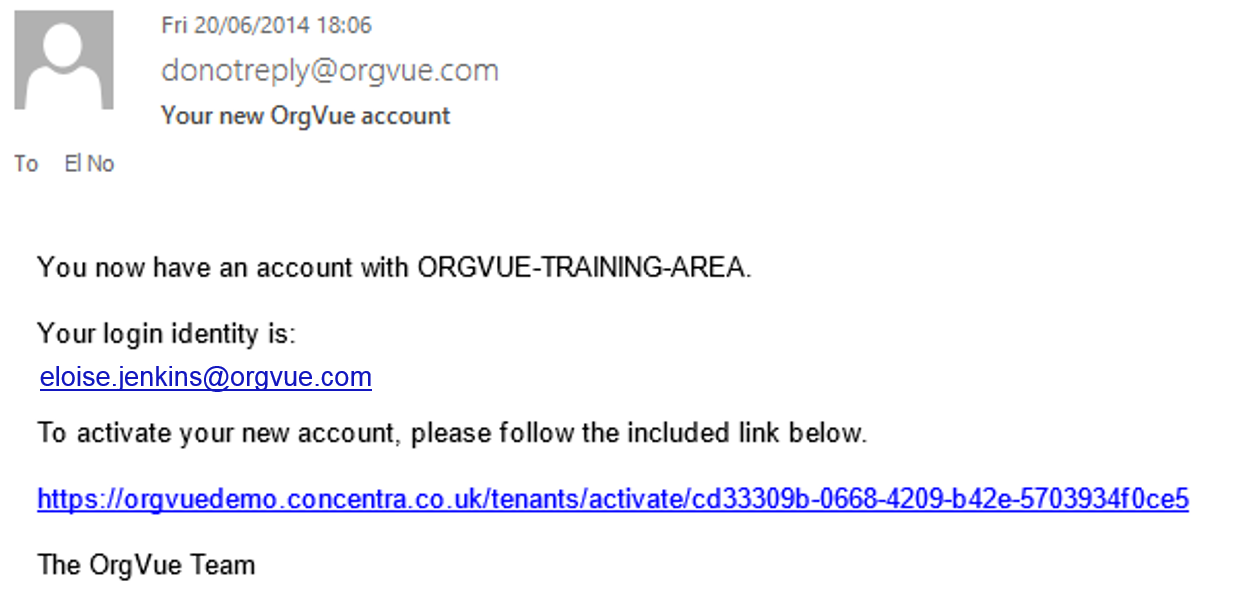 Fri 20/06/2014 18:06
donotreply@orgvue.com
Your new OrgVue account
To El No
You now have an account with ORGVUE-TRAINING-AREA.
Your login identity is:
eloise.jenkins@orgvue.com
To activate your new account, please follow the included link below.
https://orgvuedemo.concentra.co.uk/tenants/activate/cd33309b-0668-4209-b42e-5703934f0ce5
The OrgVue Team